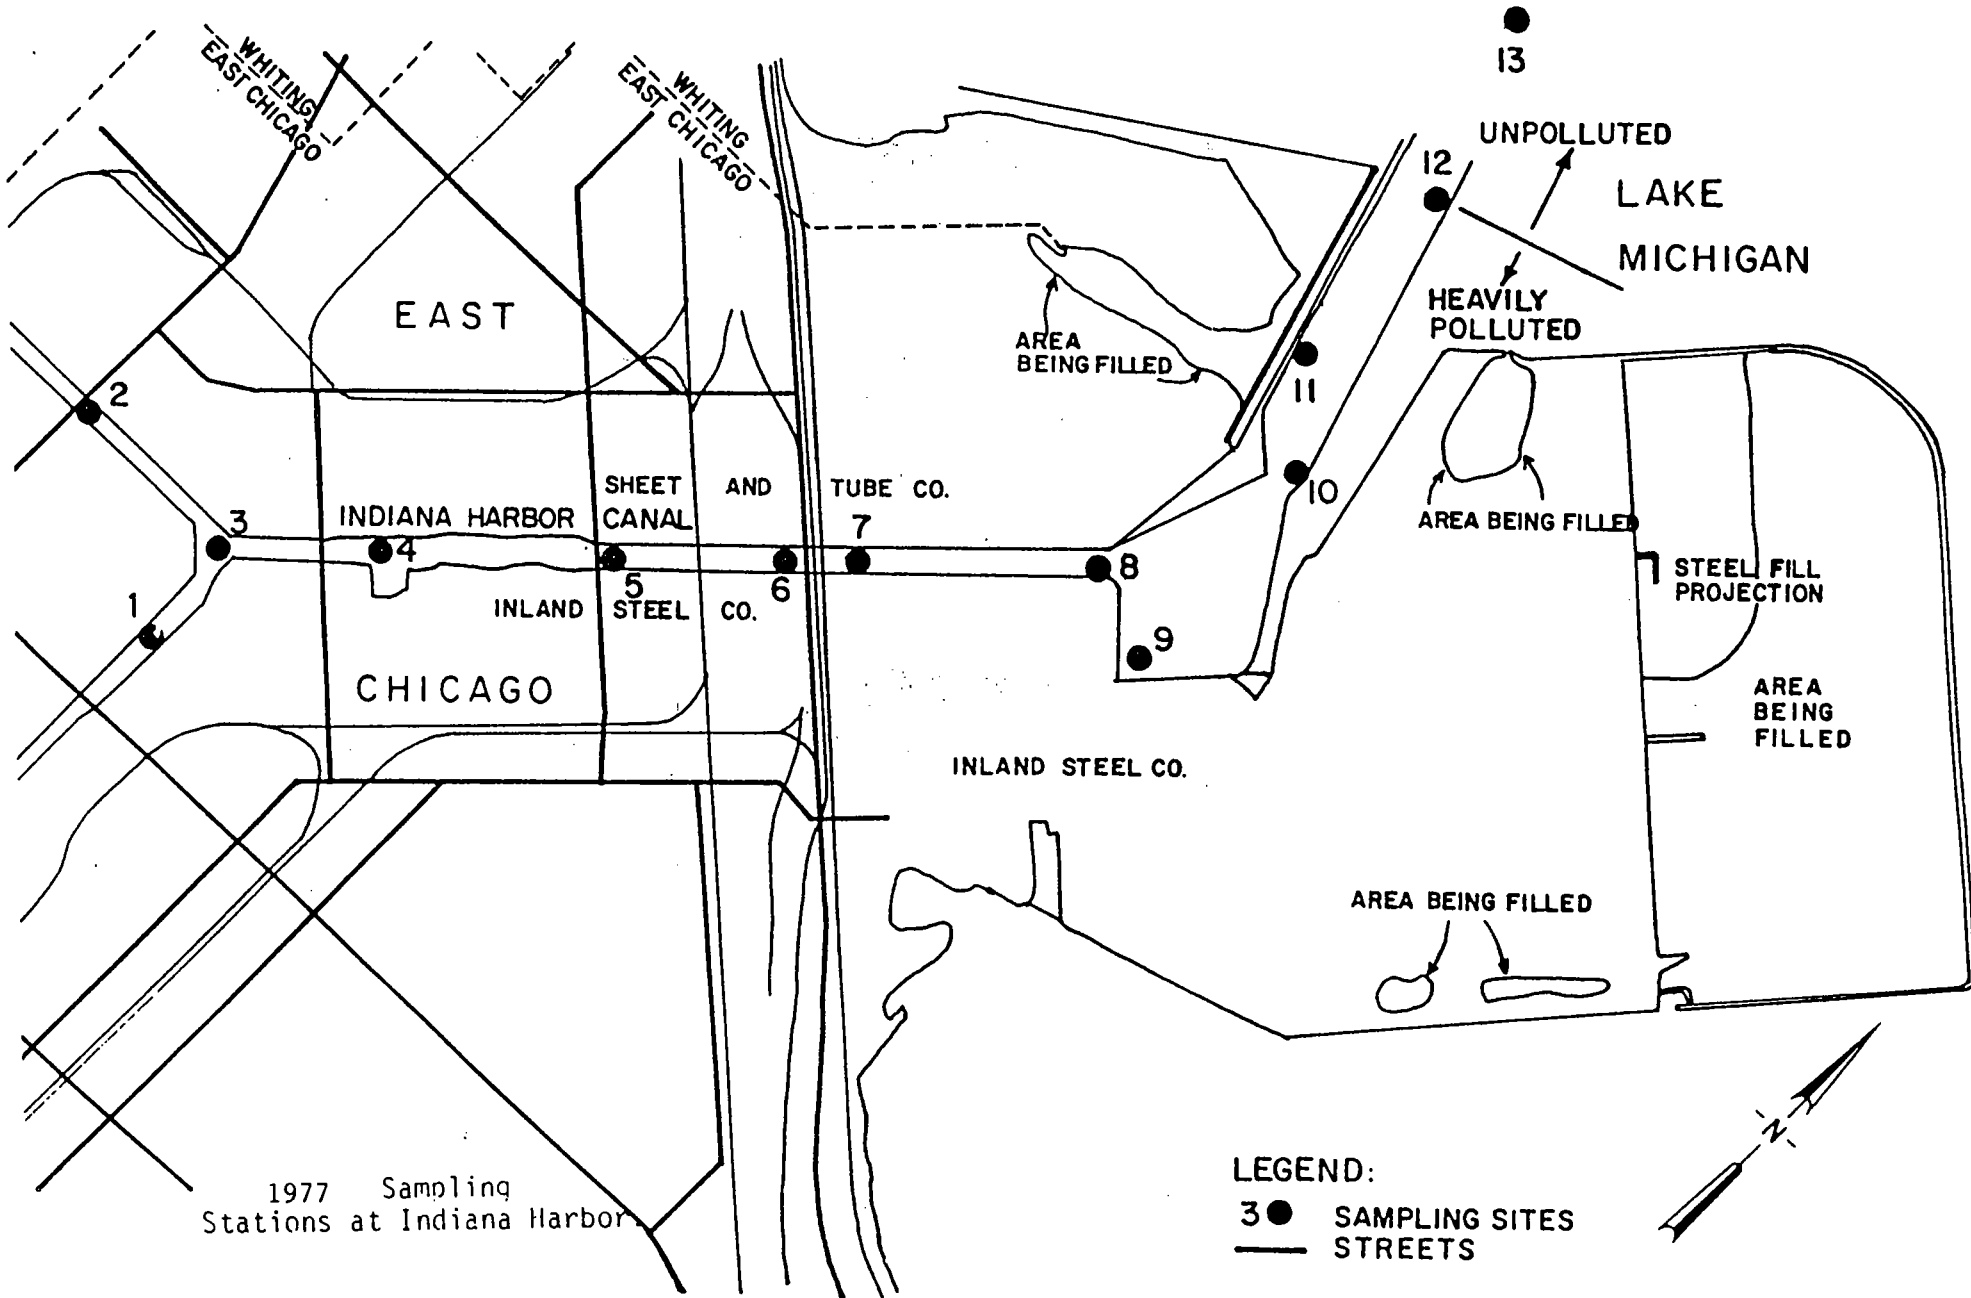 13
WHITING
EAST CHICAGO
WHITING
EAST CHICAGO
UNPOLLUTED
12
LAKE
MICHIGAN
HEAVILY
POLLUTED
EAST
AREA
BEING FILLED
11
2
SHEET AND TUBE CO.
10
3
INDIANA HARBOR CANAL
7
AREA BEING FILLED
4
5
6
8
STEEL FILL
PROJECTION
1
INLAND STEEL CO.
9
CHICAGO
AREA
BEING
FILLED
INLAND STEEL CO.
AREA BEING FILLED
N
1977 Sampling
Stations at Indiana Harbor.
LEGEND:
3 SAMPLING SITES
STREETS